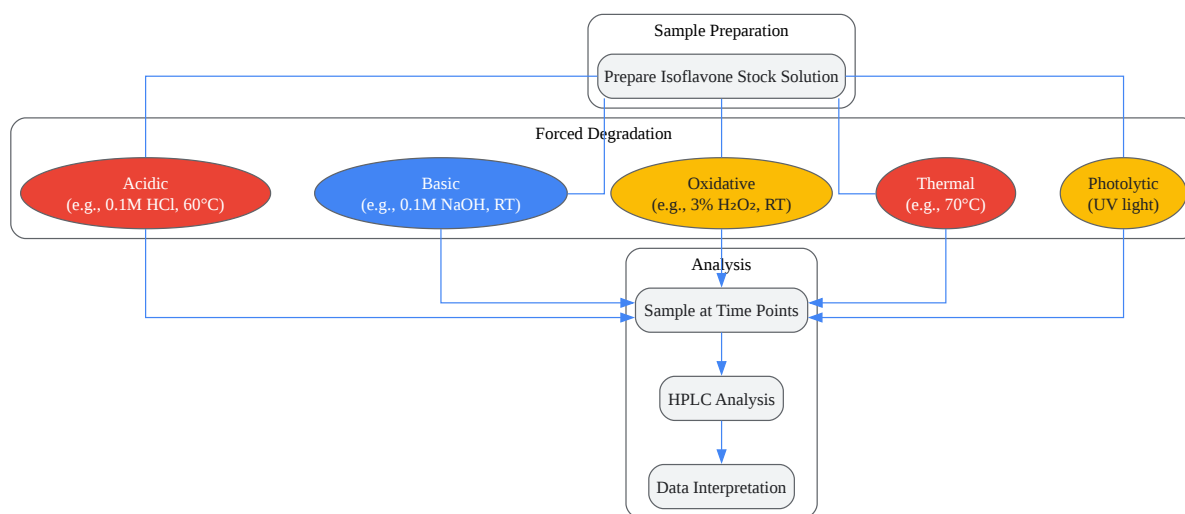 Sample Preparation
Prepare Isoflavone Stock Solution
Forced Degradation
Acidic
(e.g., 0.1M HCl, 60°C)
Basic
(e.g., 0.1M NaOH, RT)
Oxidative
(e.g., 3% H₂O₂, RT)
Thermal
(e.g., 70°C)
Photolytic
(UV light)
Analysis
Sample at Time Points
HPLC Analysis
Data Interpretation